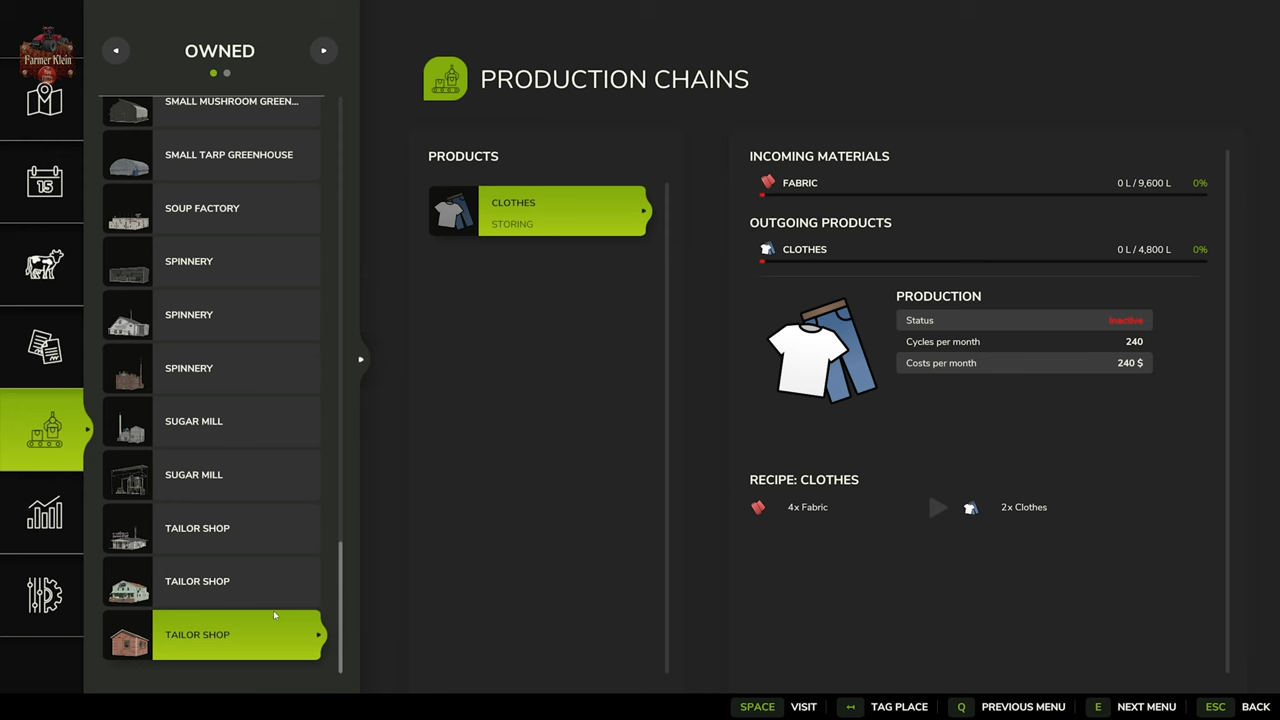 Farmer Klein
15
OWNED
SMALL MUSHROOM GREEN...
SMALL TARP GREENHOUSE
SOUP FACTORY
SPINNERY
SPINNERY
SPINNERY
SUGAR MILL
SUGAR MILL
TAILOR SHOP
TAILOR SHOP
TAILOR SHOP
PRODUCTION CHAINS
PRODUCTS
CLOTHES
STORING
INCOMING MATERIALS
FABRIC 0 L / 9,600 L 0%
OUTGOING PRODUCTS
CLOTHES 0 L / 4,800 L 0%
PRODUCTION
Status Inactive
Cycles per month 240
Costs per month 240 $
RECIPE: CLOTHES
4x Fabric 2x Clothes
SPACE VISIT TAG PLACE Q PREVIOUS MENU E NEXT MENU ESC BACK